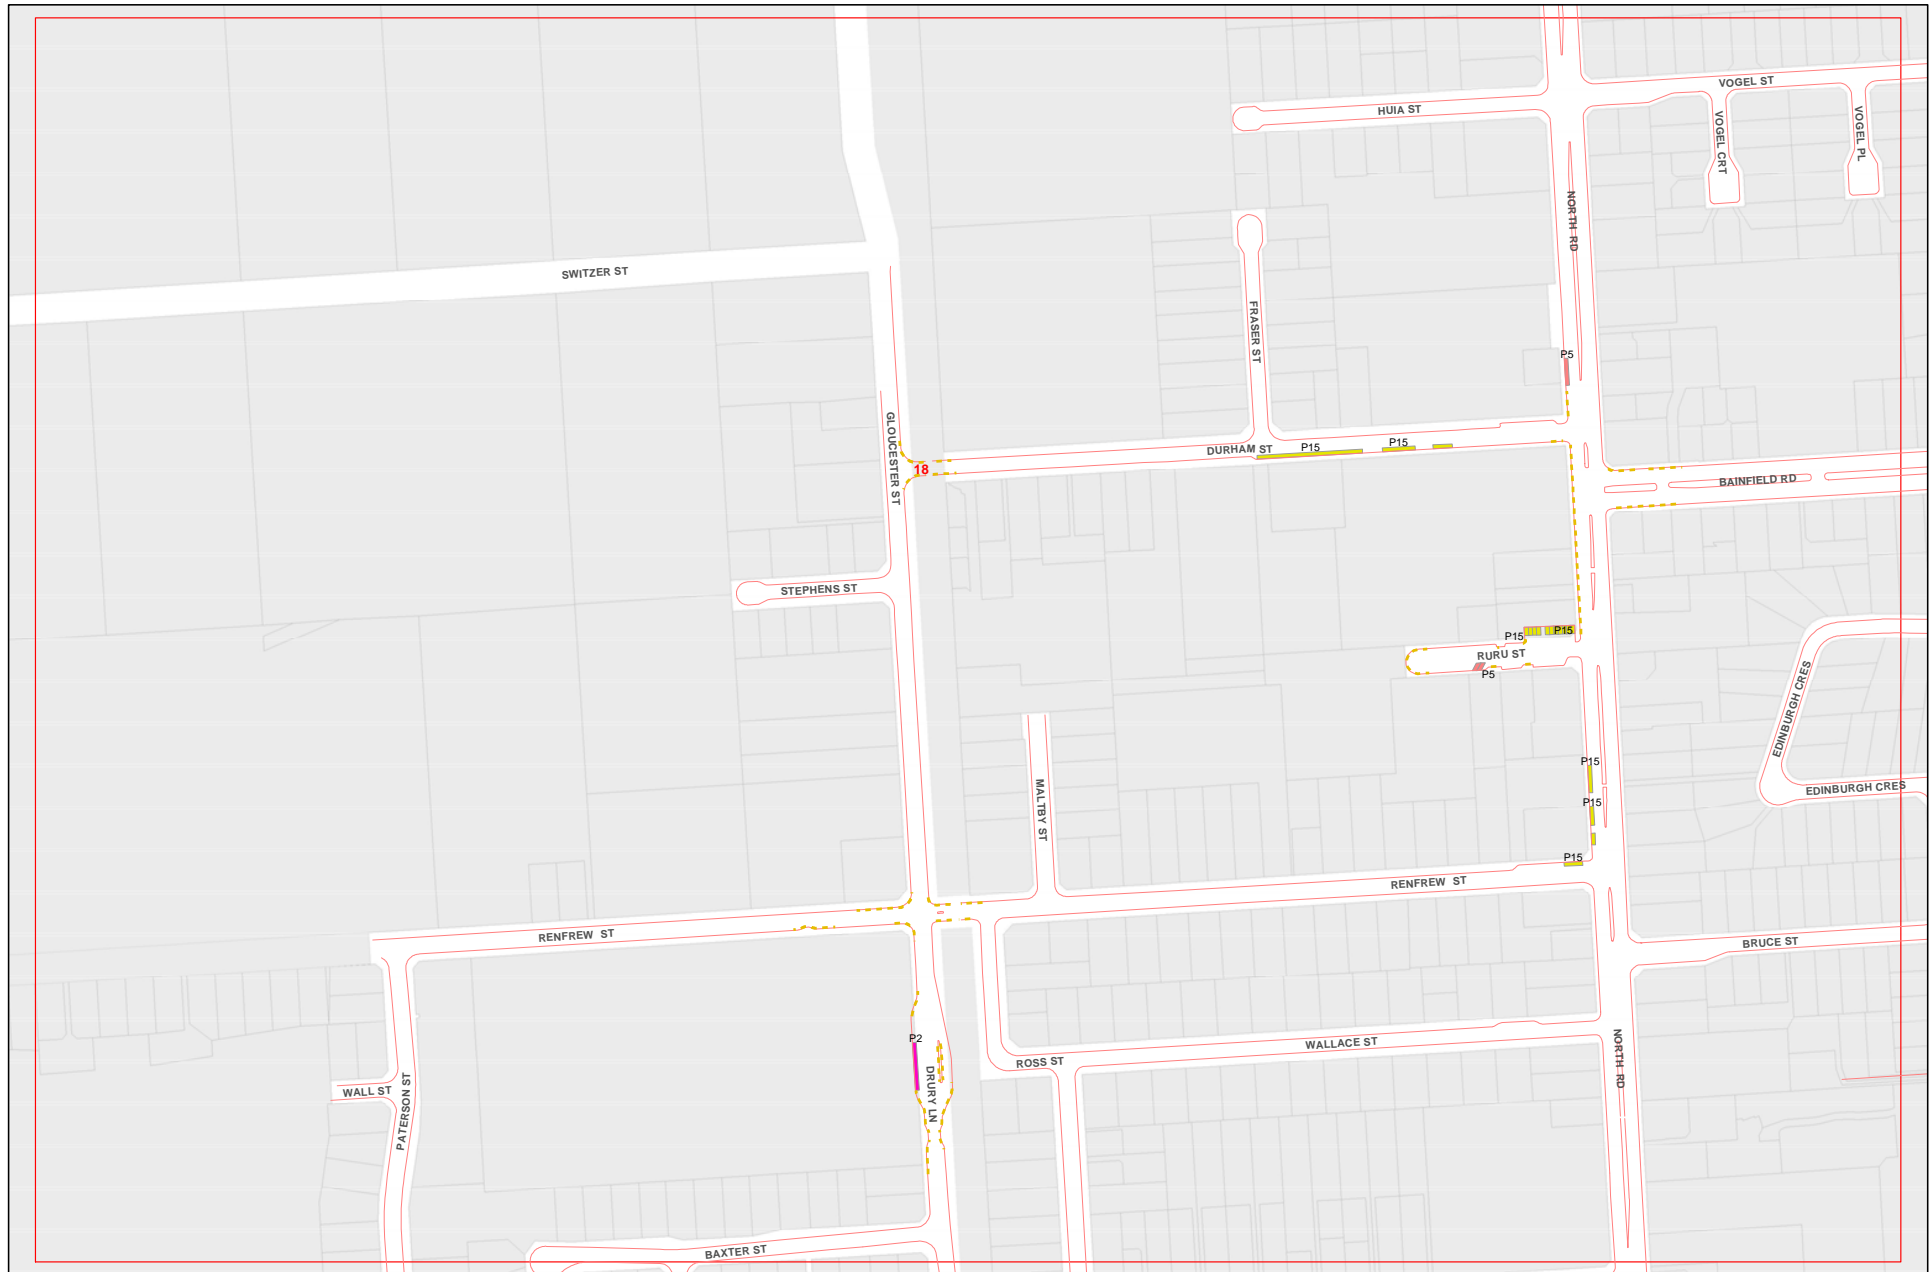 VOGEL ST
HUIA ST
VOGEL CRT
VOGEL PL
NORTH RD
SWITZER ST
FRASER ST
P5
GLOUCESTER ST
18
DURHAM ST
P15
P15
BAINFIELD RD
STEPHENS ST
P15
P15
RURU ST
P5
EDINBURGH CRES
EDINBURGH CRES
P15
P15
MALTBY ST
P15
RENFREW ST
RENFREW ST
BRUCE ST
P2
DRURY LN
ROSS ST
WALLACE ST
NORTH RD
WALL ST
PATERSON ST
BAXTER ST